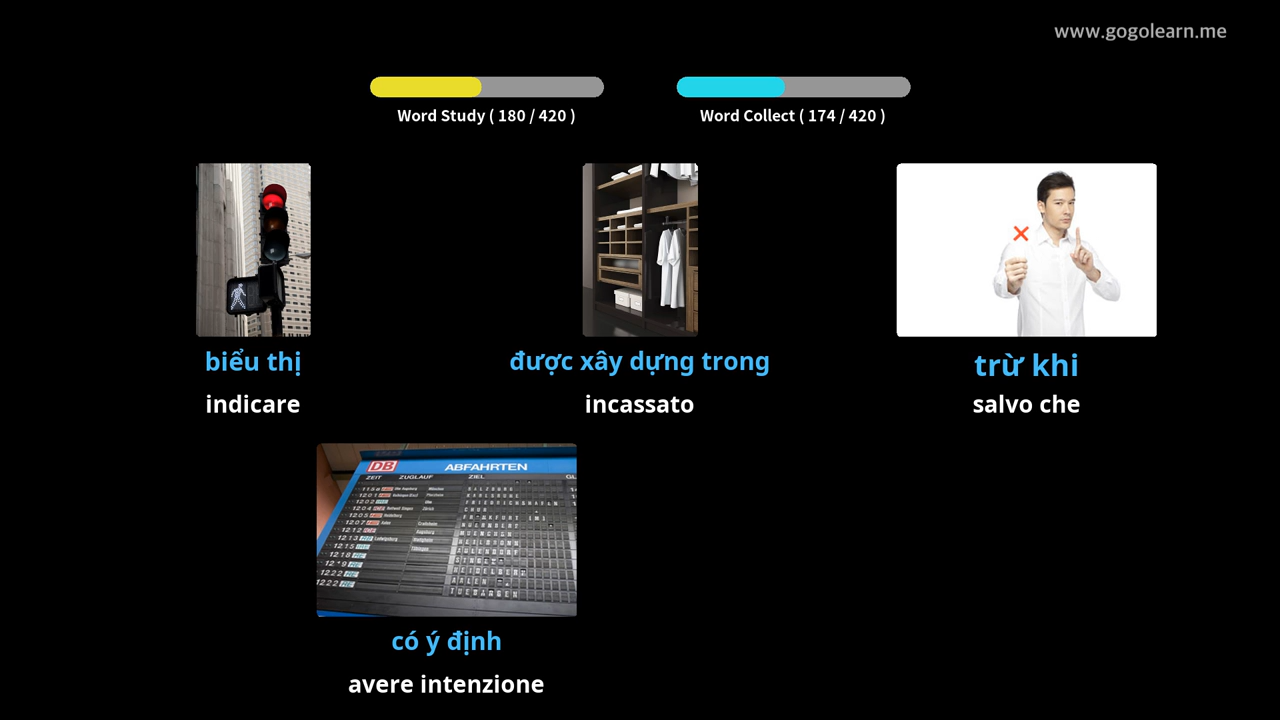 www.gogolearn.me
Word Study ( 180 / 420 )
Word Collect ( 174 / 420 )
biểu thị
indicare
được xây dựng trong
incassato
trừ khi
salvo che
DB ABFAHRTEN
ZEIT ZUGLAUF ZIEL
có ý định
avere intenzione